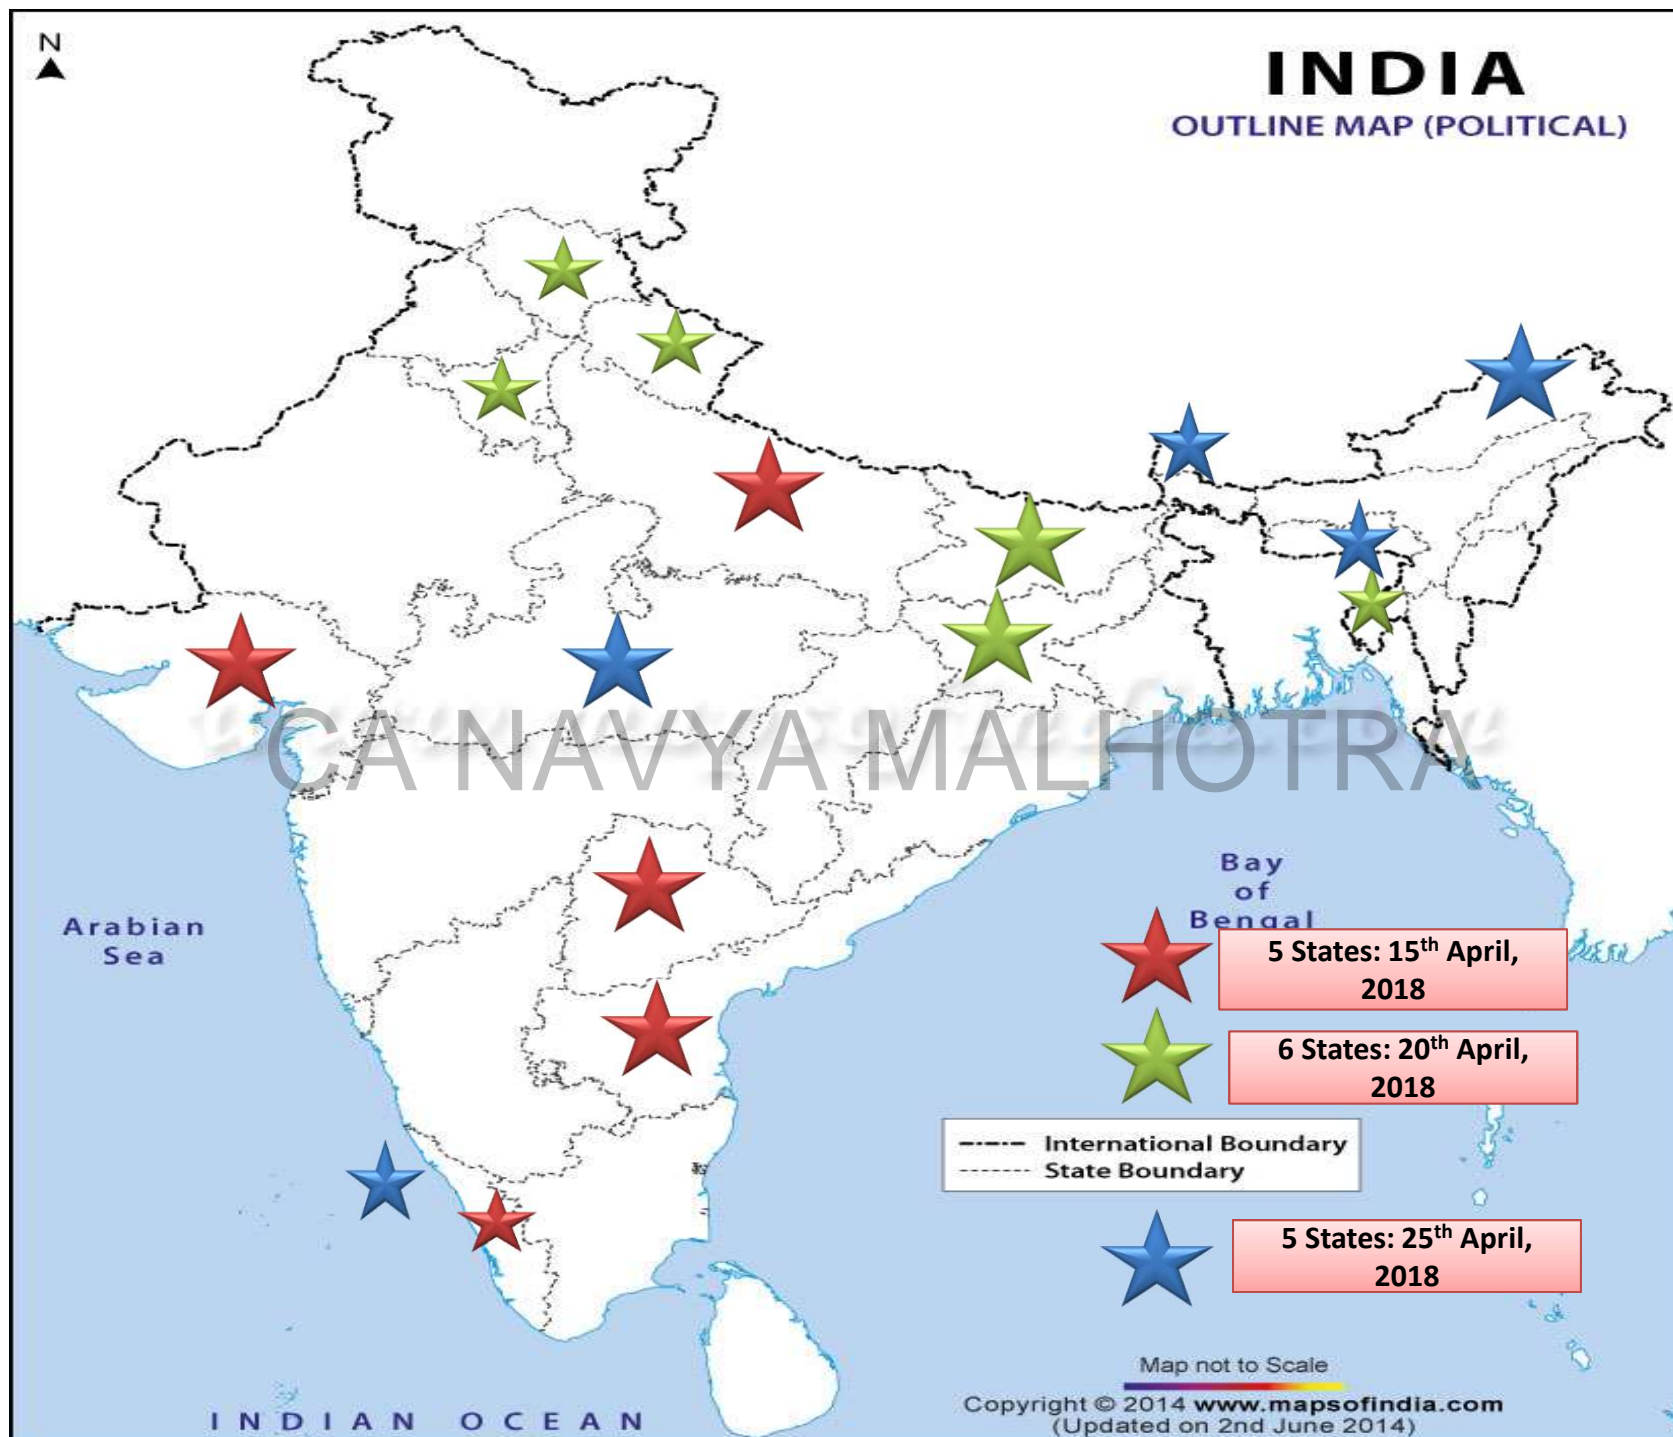 N
INDIA
OUTLINE MAP (POLITICAL)
CA NAVYA MALHOTRA
Arabian
Sea
Bay
of
Bengal
5 States: 15th April,
2018
6 States: 20th April,
2018
International Boundary
State Boundary
5 States: 25th April,
2018
Map not to Scale
Copyright © 2014 www.mapsofindia.com
(Updated on 2nd June 2014)
INDIAN OCEAN